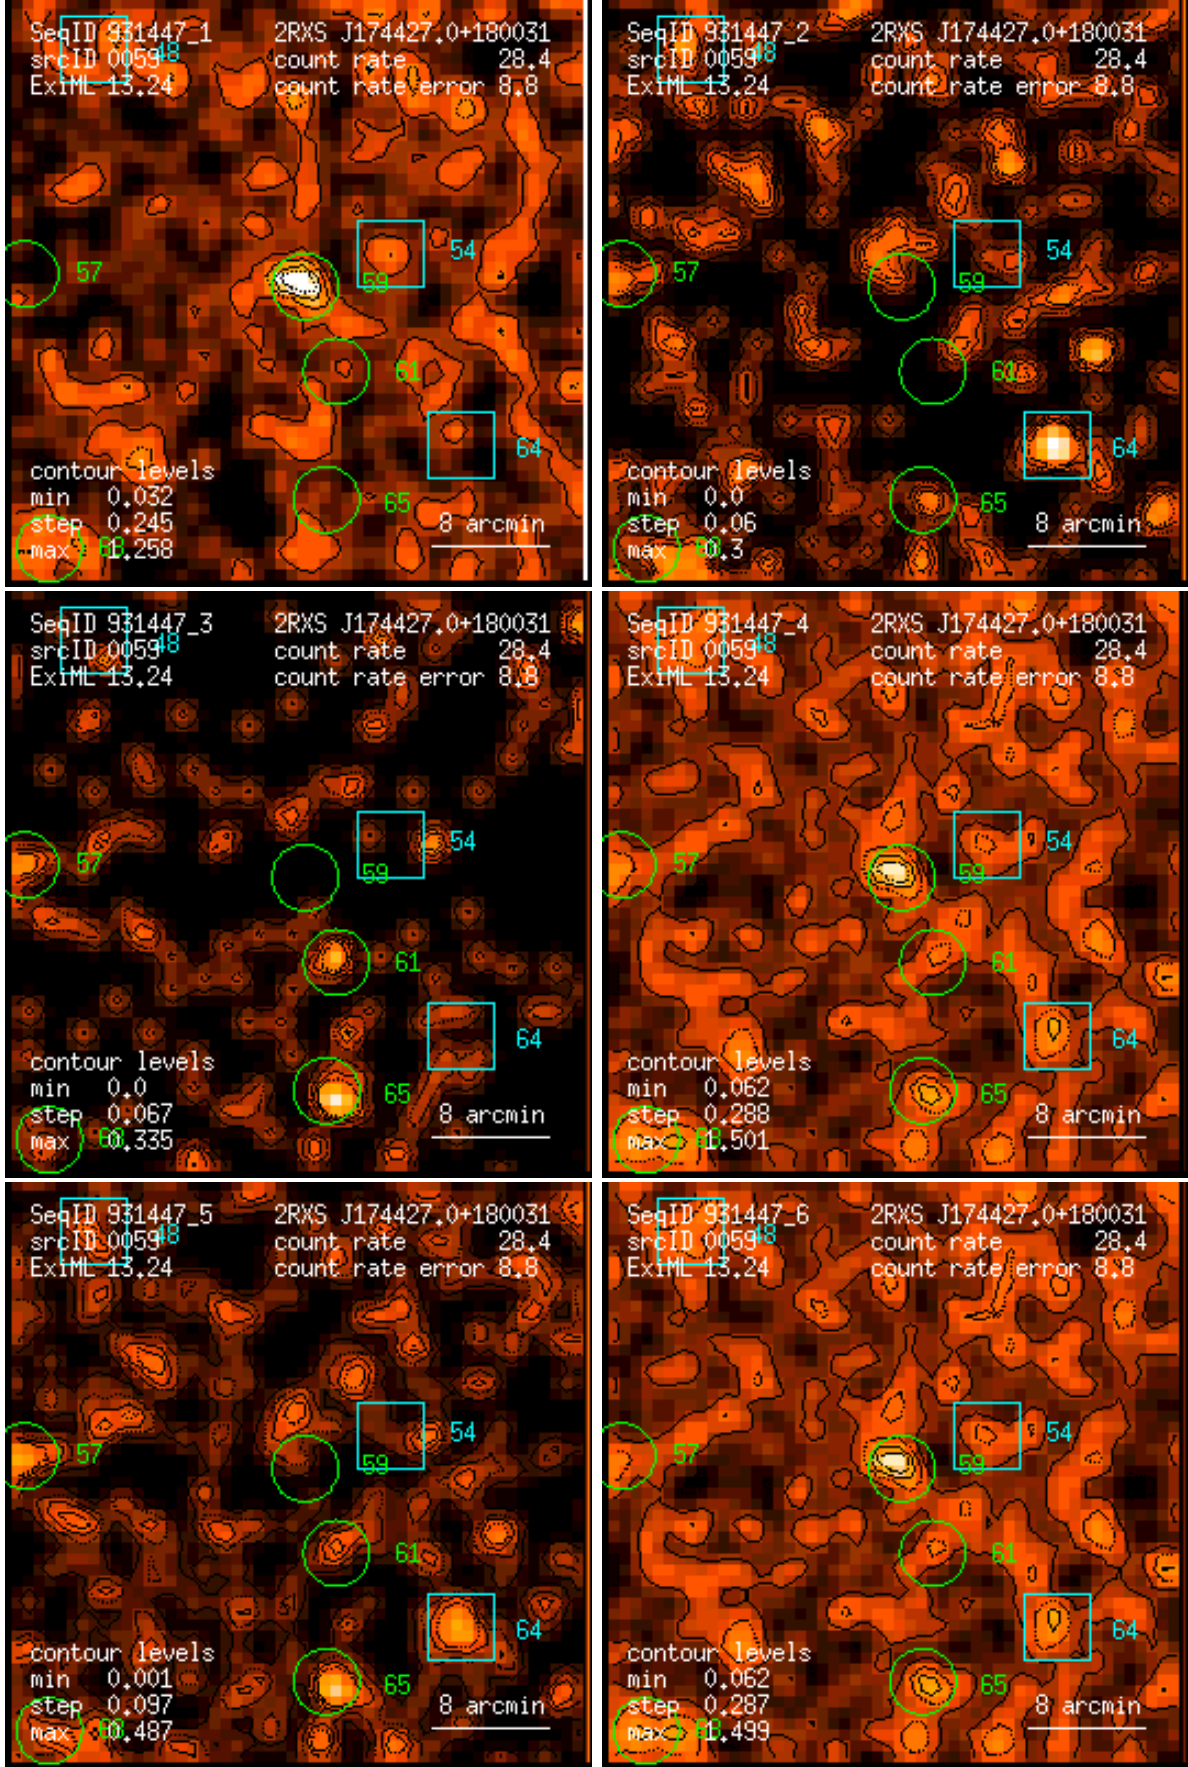 SeqID 931447_1 2RXS J174427.0+180031
srcID 0059 48 count rate 28.4
ExiML 13.24 count rate error 8.8
54
57
59
61
64
contour levels
min 0.032
65
step 0.245 8 arcmin
max 1.258
SeqID 931447_2 2RXS J174427.0+180031
srcID 0059 48 count rate 28.4
ExiML 13.24 count rate error 8.8
54
57
59
61
64
contour levels
min 0.0
65
step 0.06 8 arcmin
max 0.3
SeqID 931447_3 2RXS J174427.0+180031
srcID 0059 48 count rate 28.4
ExiML 13.24 count rate error 8.8
54
57
59
61
64
contour levels
min 0.0
65
step 0.067 8 arcmin
max 0.335
SeqID 931447_4 2RXS J174427.0+180031
srcID 0059 48 count rate 28.4
ExiML 13.24 count rate error 8.8
54
57
59
61
64
contour levels
min 0.062
65
step 0.288 8 arcmin
max 1.501
SeqID 931447_5 2RXS J174427.0+180031
srcID 0059 48 count rate 28.4
ExiML 13.24 count rate error 8.8
54
57
59
61
64
contour levels
min 0.001
65
step 0.097 8 arcmin
max 0.487
SeqID 931447_6 2RXS J174427.0+180031
srcID 0059 48 count rate 28.4
ExiML 13.24 count rate error 8.8
54
57
59
61
64
contour levels
min 0.062
65
step 0.287 8 arcmin
max 1.499